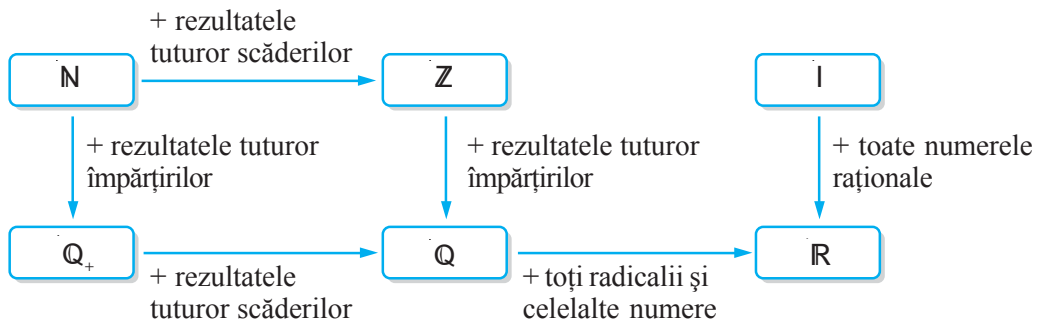 + rezultatele
tuturor scăderilor
ℕ
ℤ
I
+ rezultatele tuturor
împărțirilor
+ rezultatele tuturor
împărțirilor
+ toate numerele
raționale
ℚ₊
ℚ
ℝ
+ rezultatele
tuturor scăderilor
+ toți radicalii şi
celelalte numere